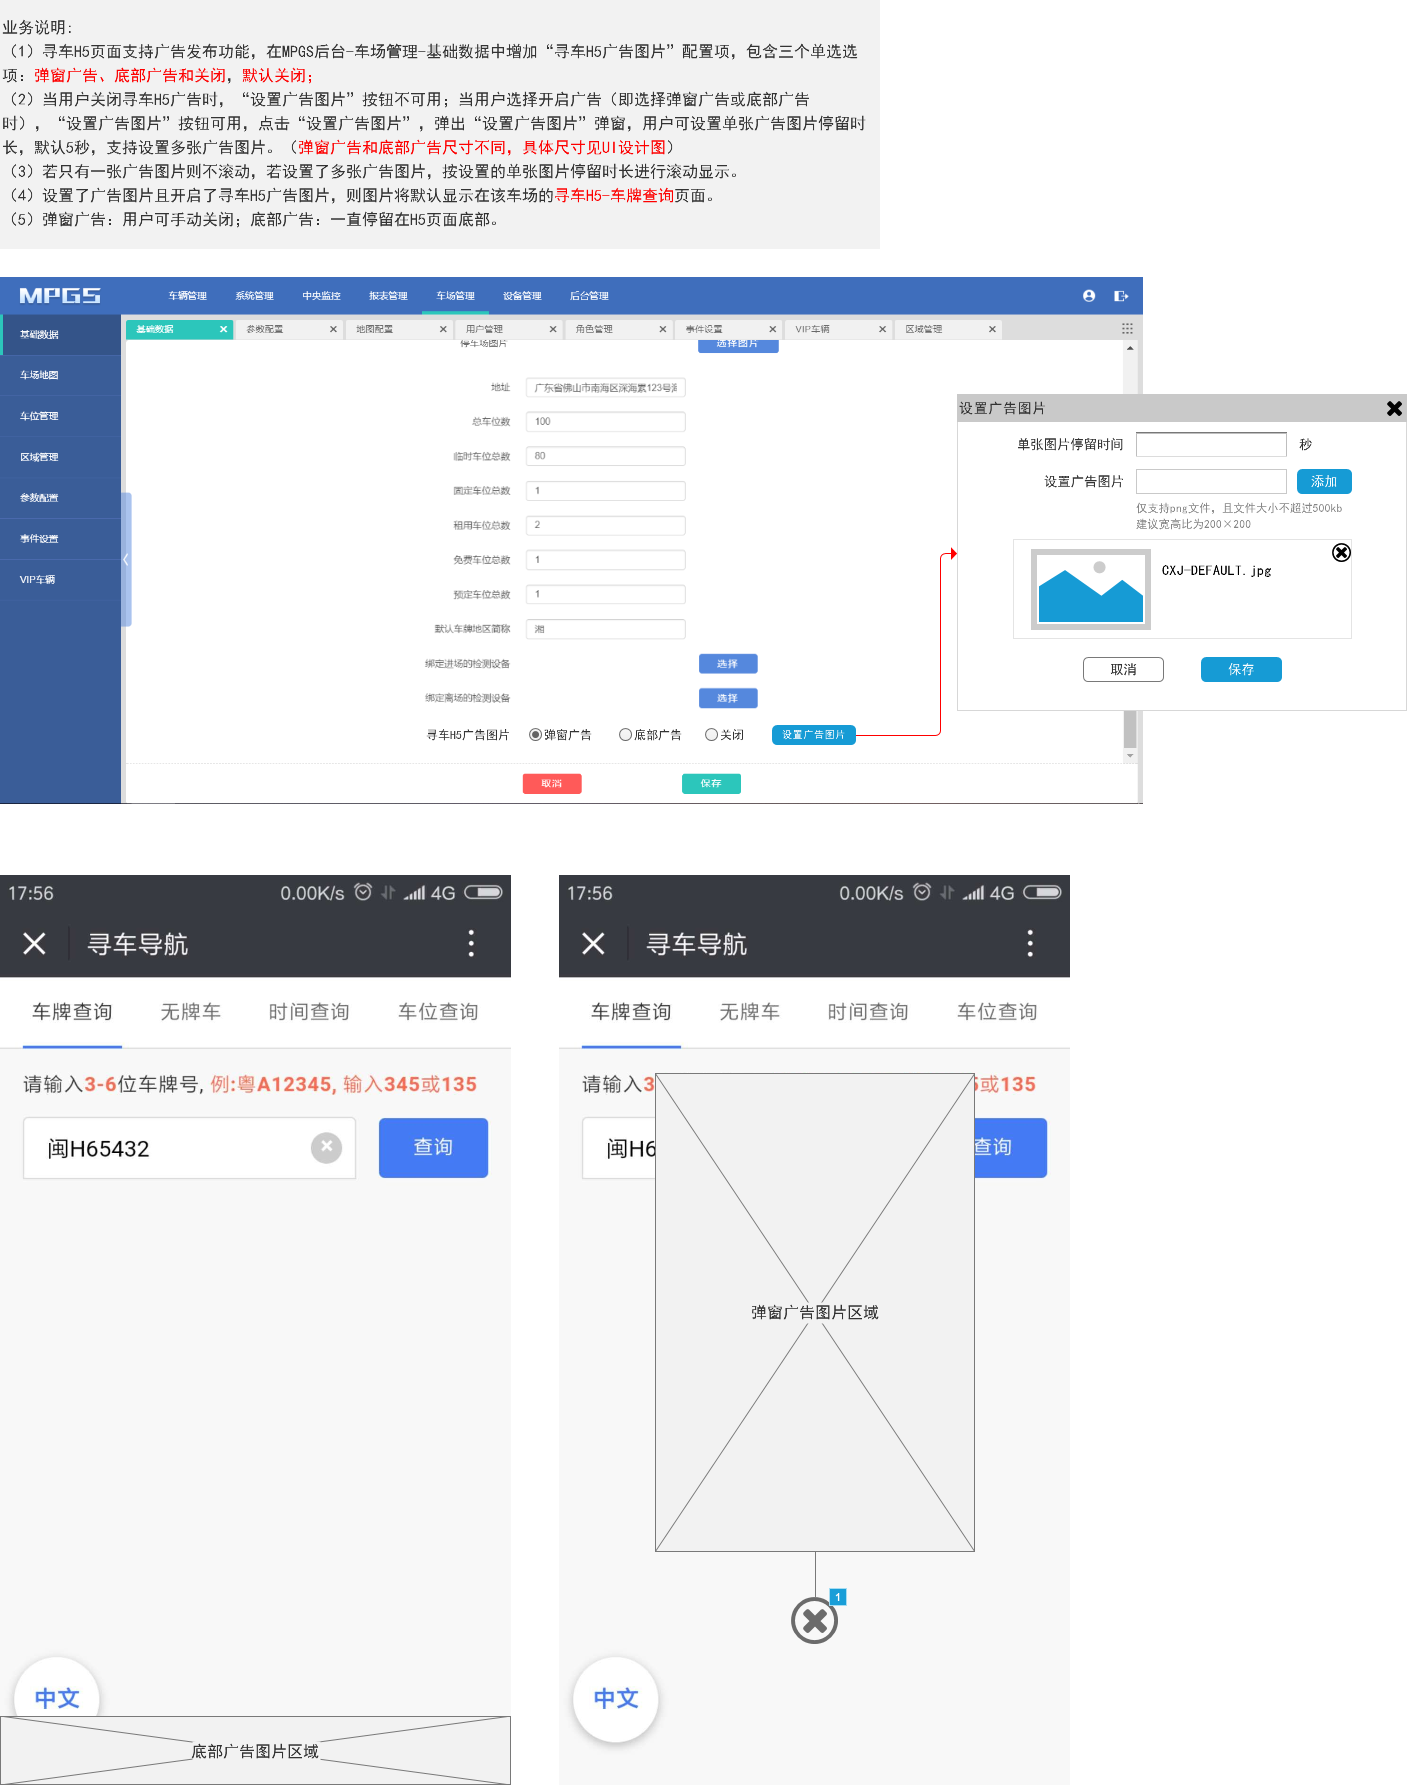 业务说明：
（1）寻车H5页面支持广告发布功能，在MPGS后台-车场管理-基础数据中增加“寻车H5广告图片”配置项，包含三个单选选
项：弹窗广告、底部广告和关闭，默认关闭；
（2）当用户关闭寻车H5广告时，“设置广告图片”按钮不可用；当用户选择开启广告（即选择弹窗广告或底部广告
时），“设置广告图片”按钮可用，点击“设置广告图片”，弹出“设置广告图片”弹窗，用户可设置单张广告图片停留时
长，默认5秒，支持设置多张广告图片。（弹窗广告和底部广告尺寸不同，具体尺寸见UI设计图）
（3）若只有一张广告图片则不滚动，若设置了多张广告图片，按设置的单张图片停留时长进行滚动显示。
（4）设置了广告图片且开启了寻车H5广告图片，则图片将默认显示在该车场的寻车H5-车牌查询页面。
（5）弹窗广告：用户可手动关闭；底部广告：一直停留在H5页面底部。
MPGS 车辆管理 系统管理 中央监控 报表管理 车场管理 设备管理 后台管理
基础数据 参数配置 地图配置 用户管理 角色管理 事件设置 VIP车辆 区域管理
基础数据
车场地图
车位管理
区域管理
参数配置
事件设置
VIP车辆
停车场图片 选择图片
地址 广东省佛山市南海区深海素123号海
总车位数 100
临时车位总数 80
固定车位总数 1
租用车位总数 2
免费车位总数 1
预定车位总数 1
默认车牌地区简称 湘
绑定进场的检测设备 选择
绑定离场的检测设备 选择
寻车H5广告图片 弹窗广告 底部广告 关闭 设置广告图片
取消 保存
设置广告图片
单张图片停留时间 秒
设置广告图片 添加
仅支持png文件，且文件大小不超过500kb
建议宽高比为200×200
CXJ-DEFAULT.jpg
取消 保存
17:56 0.00K/s 4G
寻车导航
车牌查询 无牌车 时间查询 车位查询
请输入3-6位车牌号, 例:粤A12345, 输入345或135
闽H65432 查询
中文
底部广告图片区域
17:56 0.00K/s 4G
寻车导航
车牌查询 无牌车 时间查询 车位查询
请输入3 5或135
闽H6 查询
弹窗广告图片区域
1
中文